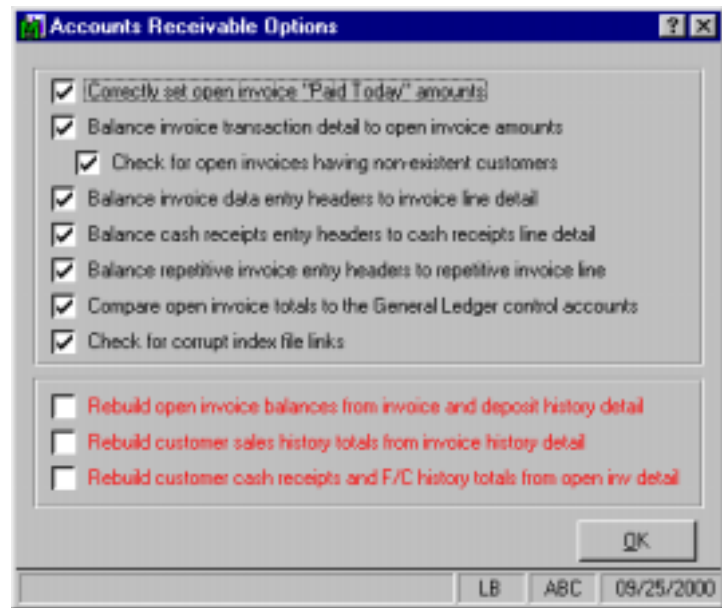 Accounts Receivable Options
? X
Correctly set open invoice "Paid Today" amounts
Balance invoice transaction detail to open invoice amounts
Check for open invoices having non-existent customers
Balance invoice data entry headers to invoice line detail
Balance cash receipts entry headers to cash receipts line detail
Balance repetitive invoice entry headers to repetitive invoice line
Compare open invoice totals to the General Ledger control accounts
Check for corrupt index file links
Rebuild open invoice balances from invoice and deposit history detail
Rebuild customer sales history totals from invoice history detail
Rebuild customer cash receipts and F/C history totals from open inv detail
OK
LB ABC 09/25/2000